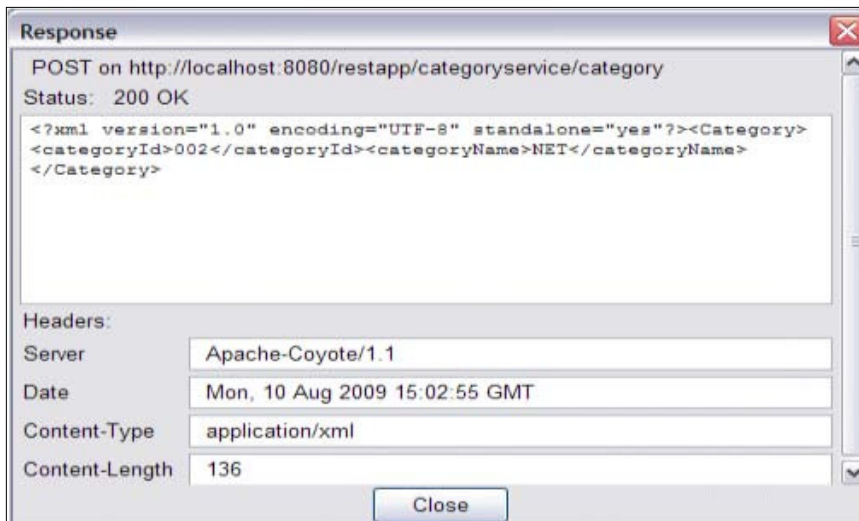 Response
POST on http://localhost:8080/restapp/categoryservice/category
Status: 200 OK
<?xml version="1.0" encoding="UTF-8" standalone="yes"?><Category>
<categoryId>002</categoryId><categoryName>NET</categoryName>
</Category>
Headers:
Server Apache-Coyote/1.1
Date Mon, 10 Aug 2009 15:02:55 GMT
Content-Type application/xml
Content-Length 136
Close